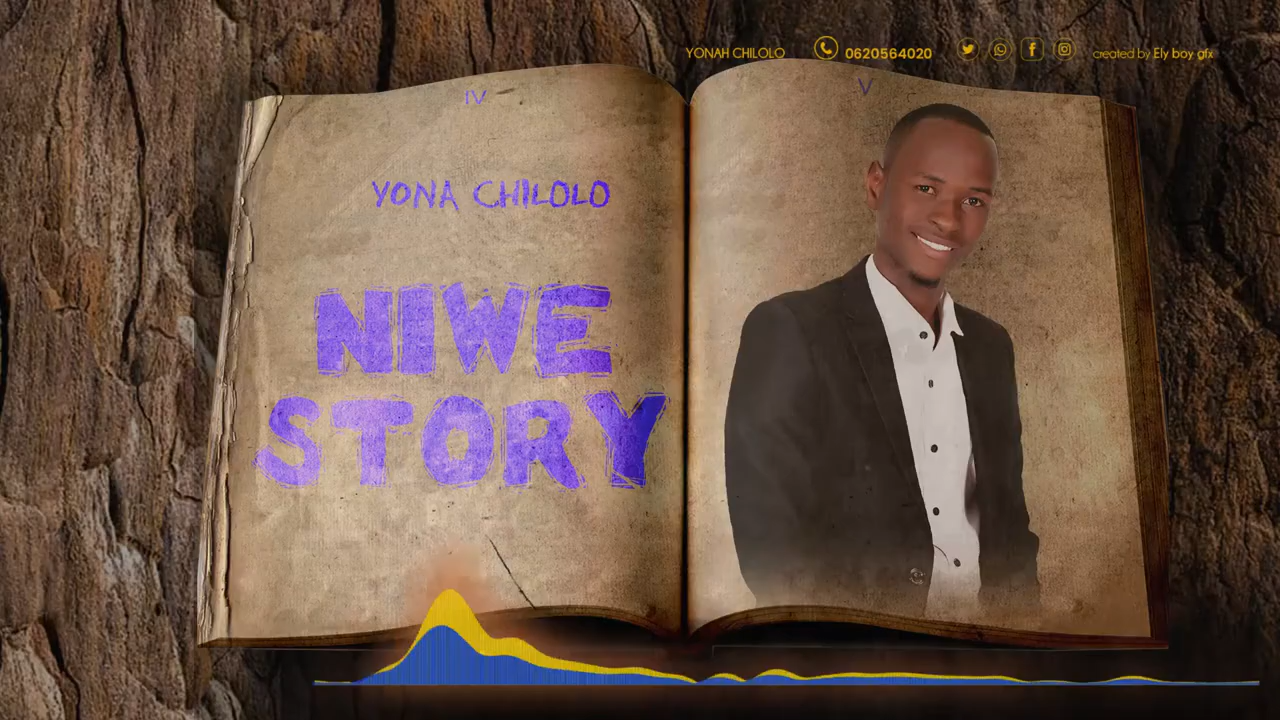 YONAH CHILOLO 0620564020 created by Ely boy gfx
IV
V
YONA CHILOLO
NIWE
STORY